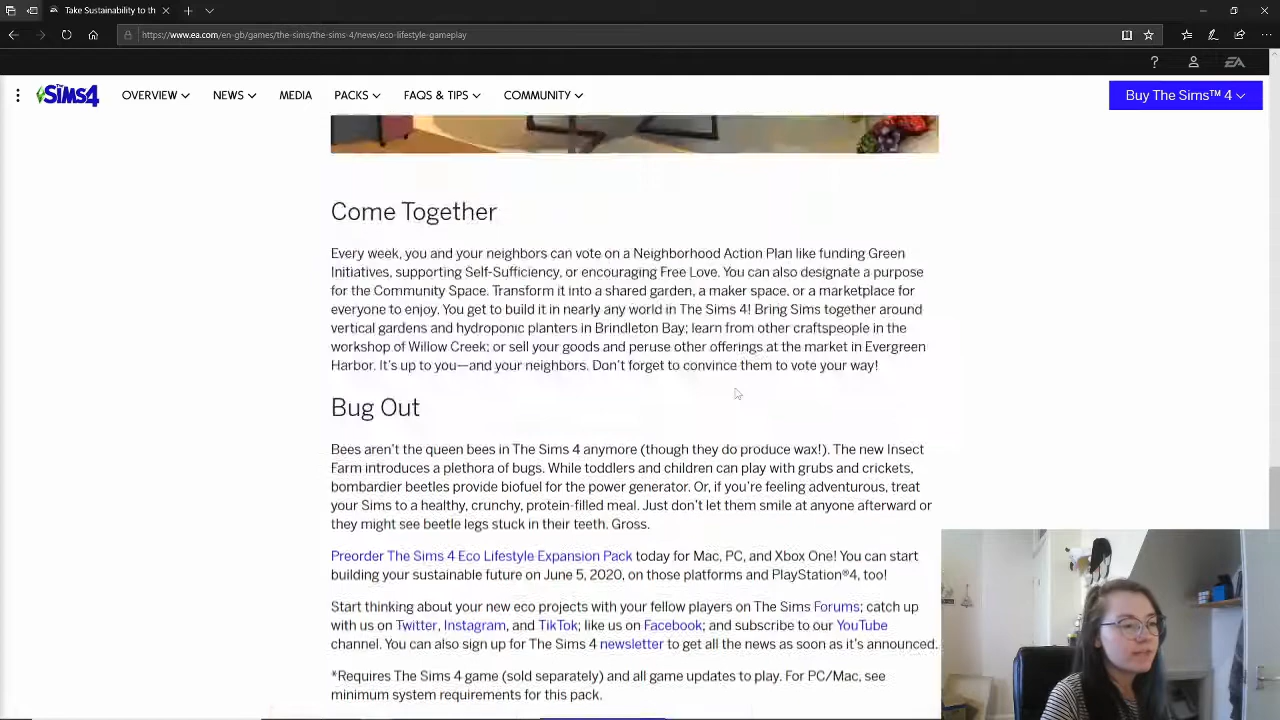 Take Sustainability to th
https://www.ea.com/en-gb/games/the-sims/the-sims-4/news/eco-lifestyle-gameplay
? EA
The SIMS4 OVERVIEW NEWS MEDIA PACKS FAQS & TIPS COMMUNITY Buy The Sims™ 4
Come Together
Every week, you and your neighbors can vote on a Neighborhood Action Plan like funding Green
Initiatives, supporting Self-Sufficiency, or encouraging Free Love. You can also designate a purpose
for the Community Space. Transform it into a shared garden, a maker space, or a marketplace for
everyone to enjoy. You get to build it in nearly any world in The Sims 4! Bring Sims together around
vertical gardens and hydroponic planters in Brindleton Bay; learn from other craftspeople in the
workshop of Willow Creek; or sell your goods and peruse other offerings at the market in Evergreen
Harbor. It's up to you—and your neighbors. Don't forget to convince them to vote your way!
Bug Out
Bees aren't the queen bees in The Sims 4 anymore (though they do produce wax!). The new Insect
Farm introduces a plethora of bugs. While toddlers and children can play with grubs and crickets,
bombardier beetles provide biofuel for the power generator. Or, if you're feeling adventurous, treat
your Sims to a healthy, crunchy, protein-filled meal. Just don't let them smile at anyone afterward or
they might see beetle legs stuck in their teeth. Gross.
Preorder The Sims 4 Eco Lifestyle Expansion Pack today for Mac, PC, and Xbox One! You can start
building your sustainable future on June 5, 2020, on those platforms and PlayStation®4, too!
Start thinking about your new eco projects with your fellow players on The Sims Forums; catch up
with us on Twitter, Instagram, and TikTok; like us on Facebook; and subscribe to our YouTube
channel. You can also sign up for The Sims 4 newsletter to get all the news as soon as it's announced.
*Requires The Sims 4 game (sold separately) and all game updates to play. For PC/Mac, see
minimum system requirements for this pack.